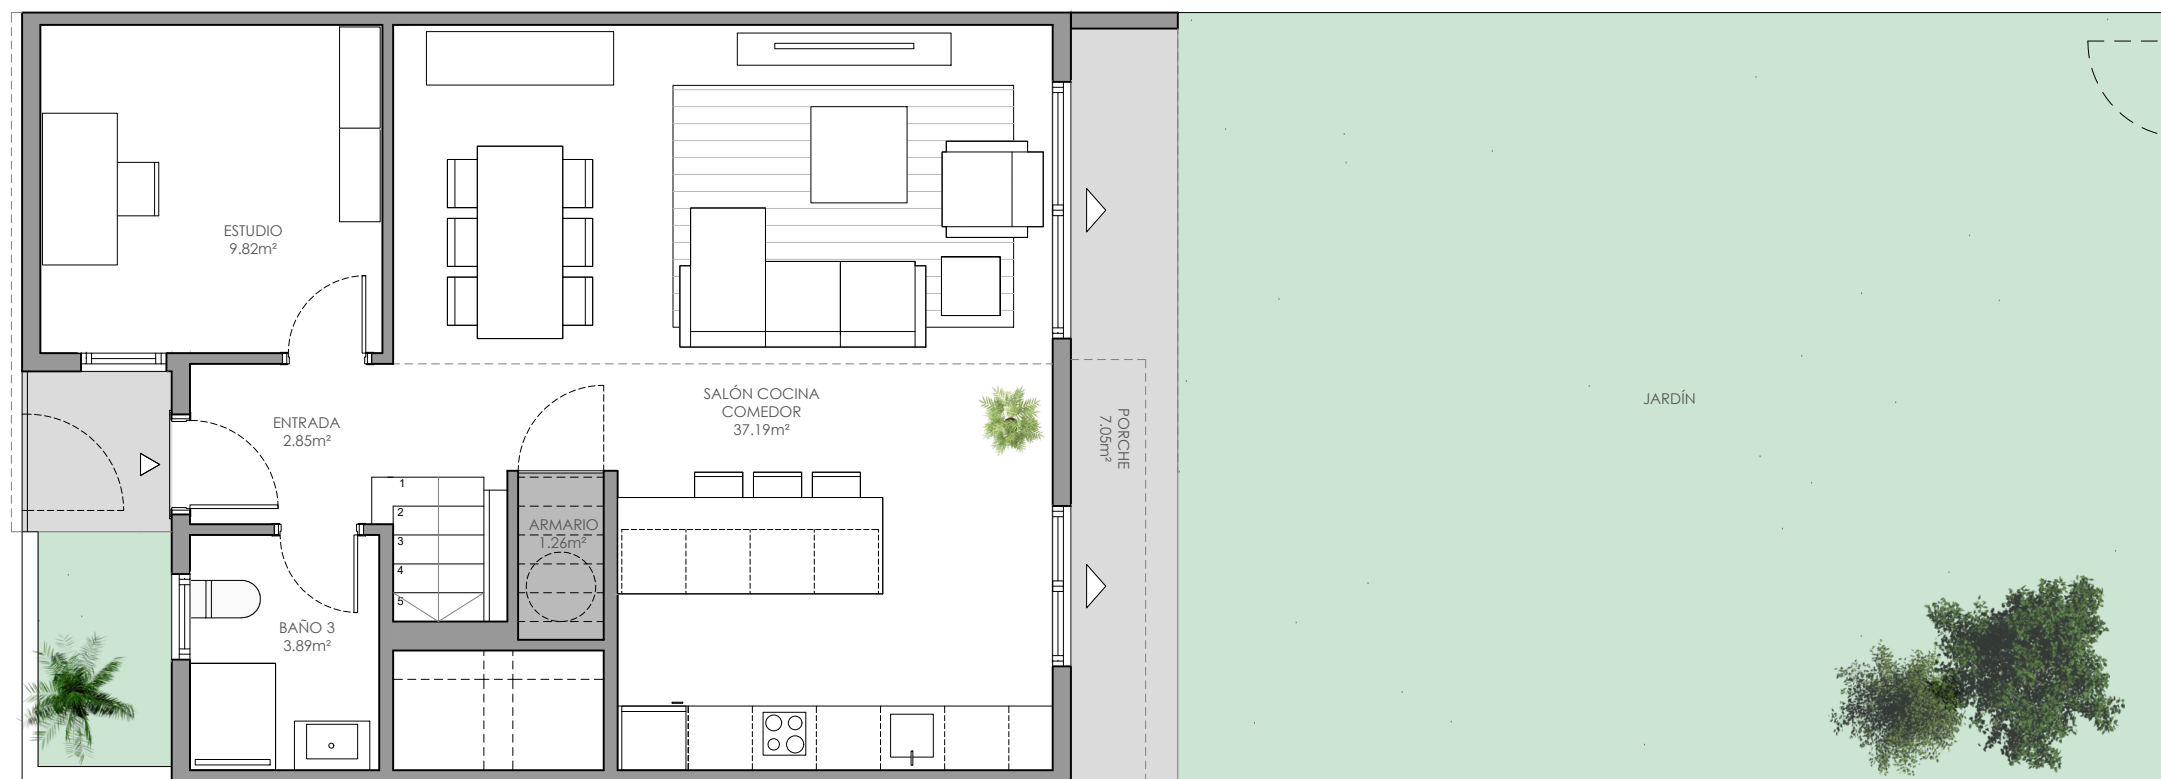 ESTUDIO
9.82m²
ENTRADA
2.85m²
SALÓN COCINA
COMEDOR
37.19m²
PORCHE
7.05m²
JARDÍN
1
2
3
4
5
ARMARIO
1.26m²
BAÑO 3
3.89m²